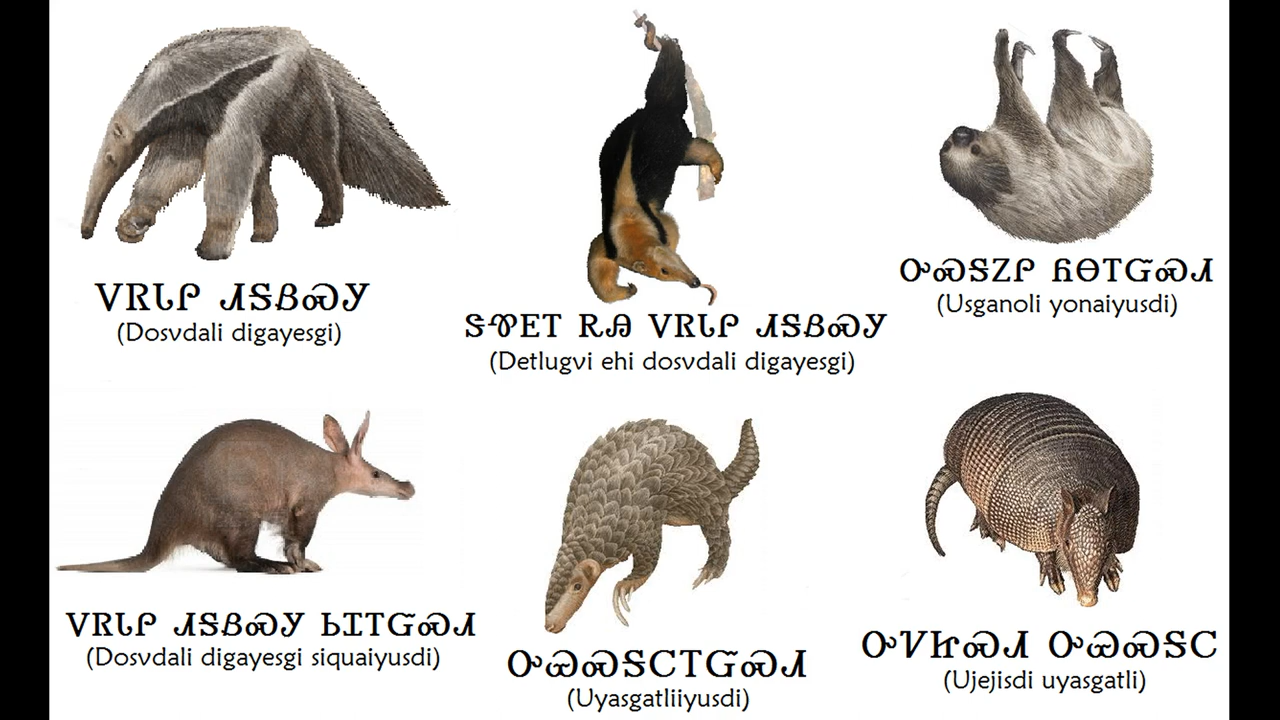 ᏙᏒᏓᎵ ᏗᎦᏰᏍᎩ
(Dosvdali digayesgi)
ᏕᏡᎬᎢ ᎡᎯ ᏙᏒᏓᎵ ᏗᎦᏰᏍᎩ
(Detlugvi ehi dosvdali digayesgi)
ᎤᏍᎦᏃᎵ ᏲᎾᎢᏳᏍᏗ
(Usganoli yonaiyusdi)
ᏙᏒᏓᎵ ᏗᎦᏰᏍᎩ ᏏᏆᎢᏳᏍᏗ
(Dosvdali digayesgi siquaiyusdi)
ᎤᏯᏍᎦᏟᎢᏳᏍᏗ
(Uyasgatliiyusdi)
ᎤᏤᏥᏍᏗ ᎤᏯᏍᎦᏟ
(Ujejisdi uyasgatli)